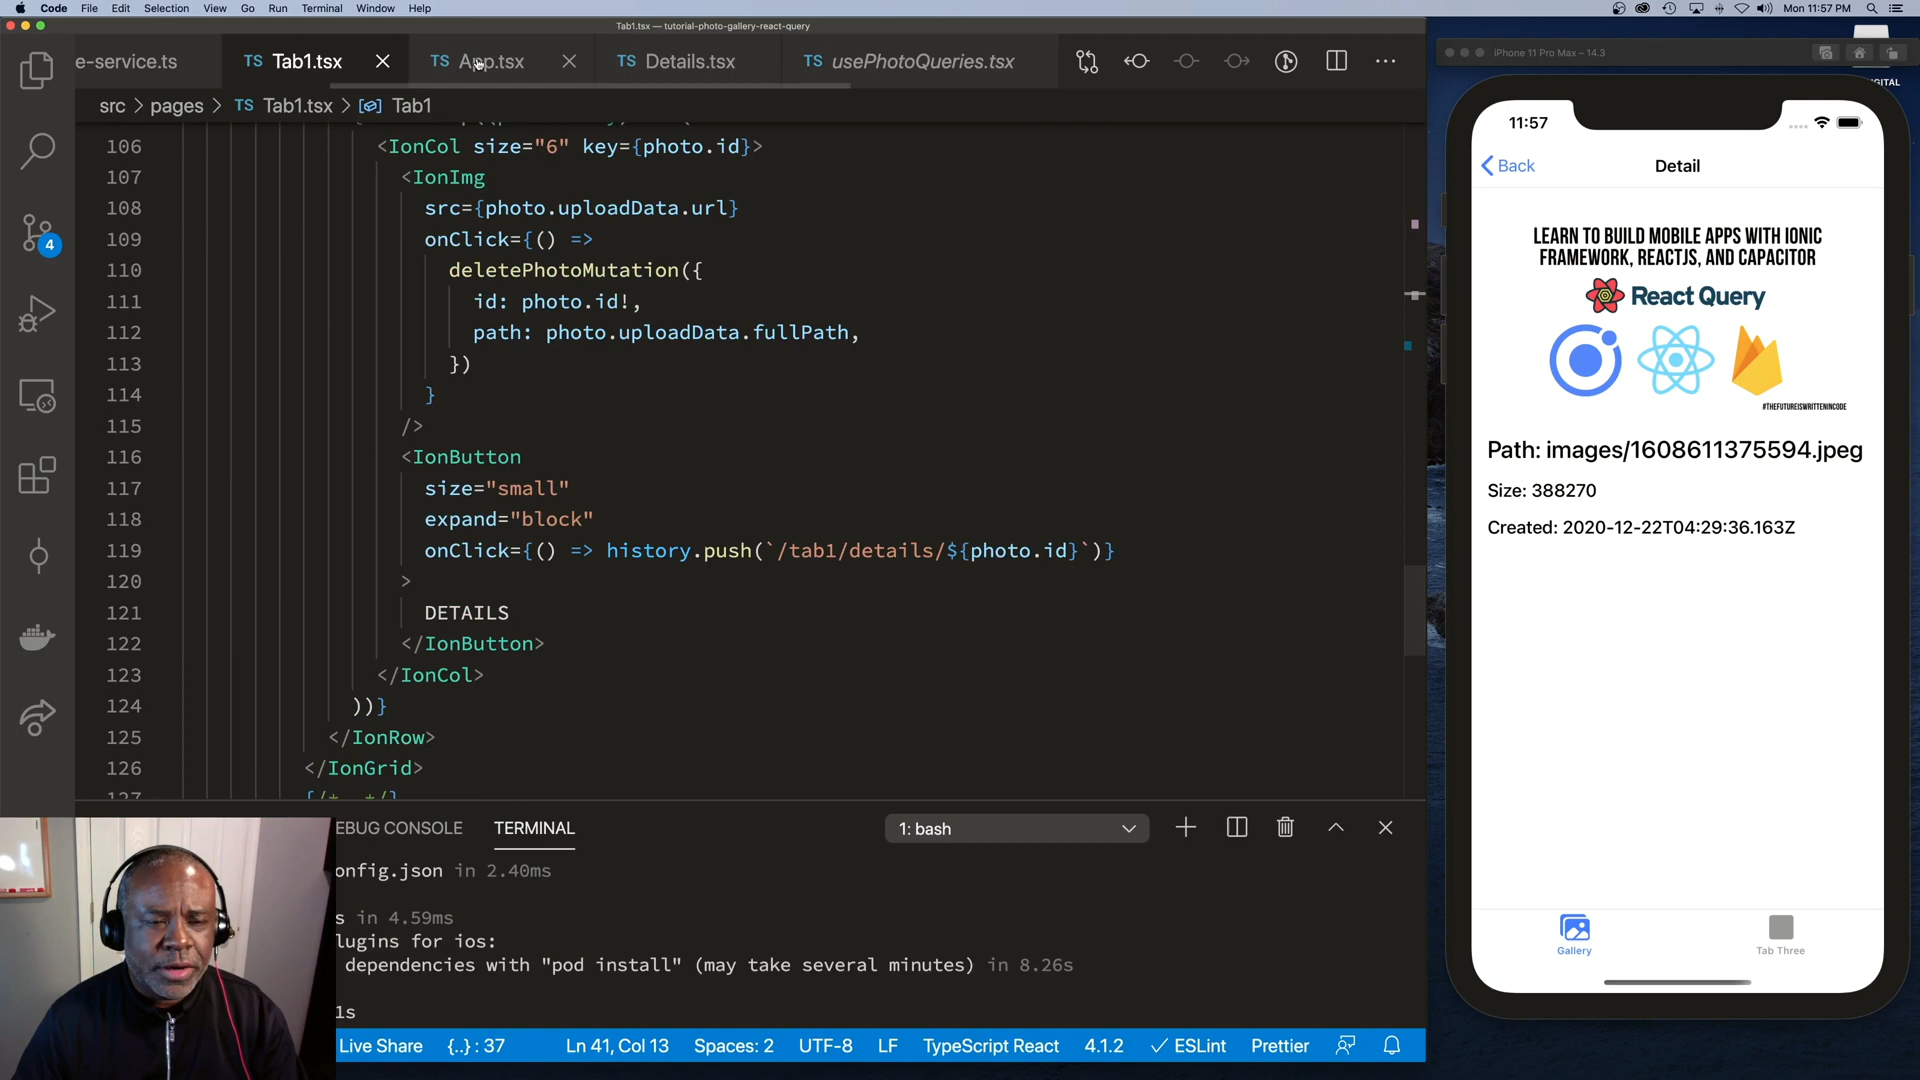 Code File Edit Selection View Go Run Terminal Window Help
Mon 11:57 PM
Tab1.tsx — tutorial-photo-gallery-react-query
e-service.ts
TS Tab1.tsx
TS App.tsx
TS Details.tsx
TS usePhotoQueries.tsx
src > pages > TS Tab1.tsx > Tab1
106 <IonCol size="6" key={photo.id}>
107 <IonImg
108 src={photo.uploadData.url}
109 onClick={() =>
110 deletePhotoMutation({
111 id: photo.id!,
112 path: photo.uploadData.fullPath,
113 })
114 }
115 />
116 <IonButton
117 size="small"
118 expand="block"
119 onClick={() => history.push(`/tab1/details/${photo.id}`)}
120 >
121 DETAILS
122 </IonButton>
123 </IonCol>
124 ))}
125 </IonRow>
126 </IonGrid>
127 {/* */}
4
EBUG CONSOLE
TERMINAL
1: bash
onfig.json in 2.40ms
s in 4.59ms
lugins for ios:
dependencies with "pod install" (may take several minutes) in 8.26s
1s
Live Share
{..} : 37
Ln 41, Col 13
Spaces: 2
UTF-8
LF
TypeScript React
4.1.2
ESLint
Prettier
iPhone 11 Pro Max – 14.3
IGITAL
11:57
Back
Detail
LEARN TO BUILD MOBILE APPS WITH IONIC
FRAMEWORK, REACTJS, AND CAPACITOR
React Query
#THEFUTUREISWRITTENINCODE
Path: images/1608611375594.jpeg
Size: 388270
Created: 2020-12-22T04:29:36.163Z
Gallery
Tab Three